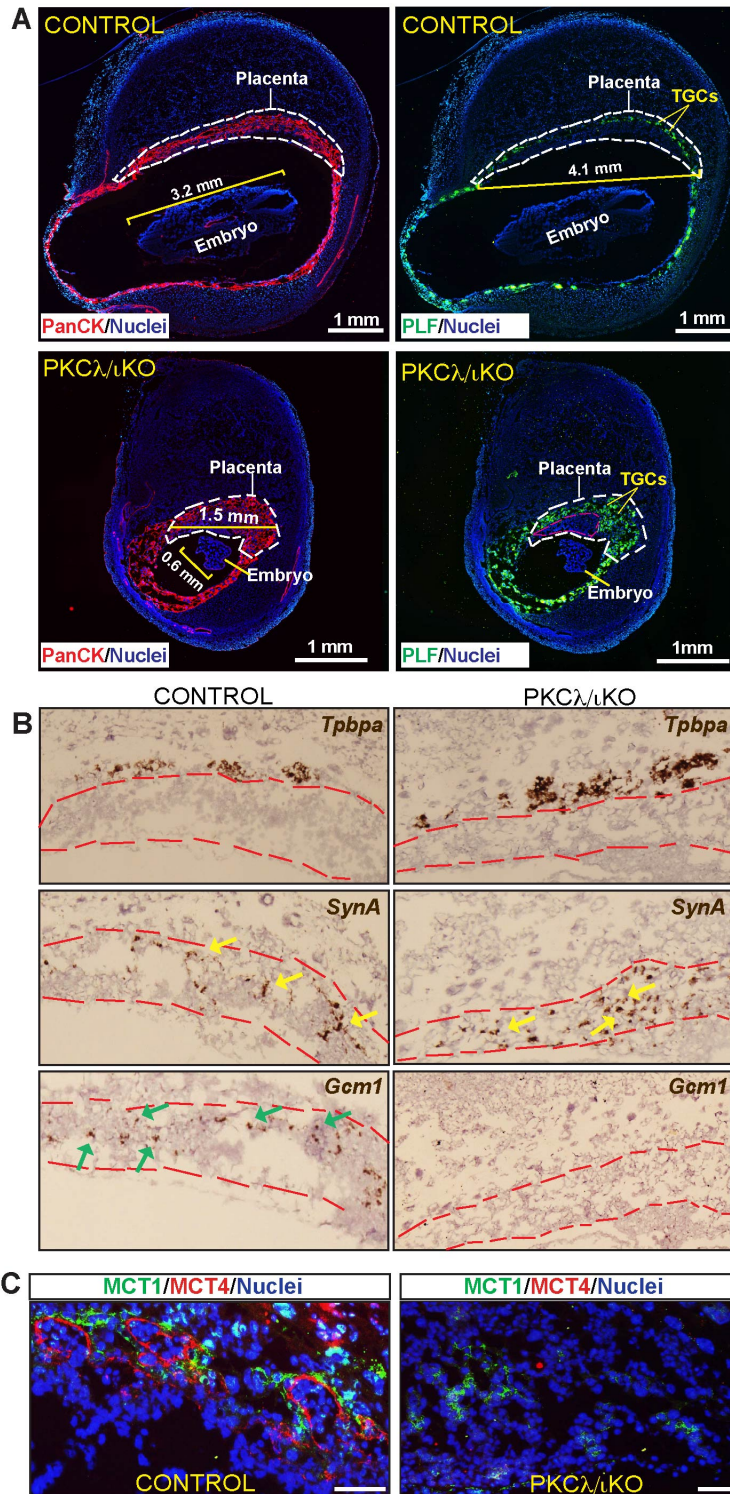 A
CONTROL
Placenta
3.2 mm
Embryo
PanCK/Nuclei
1 mm
CONTROL
Placenta
TGCs
4.1 mm
Embryo
PLF/Nuclei
1 mm
PKCλ/ιKO
Placenta
1.5 mm
0.6 mm
Embryo
PanCK/Nuclei
1 mm
PKCλ/ιKO
Placenta
TGCs
Embryo
PLF/Nuclei
1mm
B
CONTROL
PKCλ/ιKO
Tpbpa
Tpbpa
SynA
SynA
Gcm1
Gcm1
C
MCT1/MCT4/Nuclei
MCT1/MCT4/Nuclei
CONTROL
PKCλ/ιKO